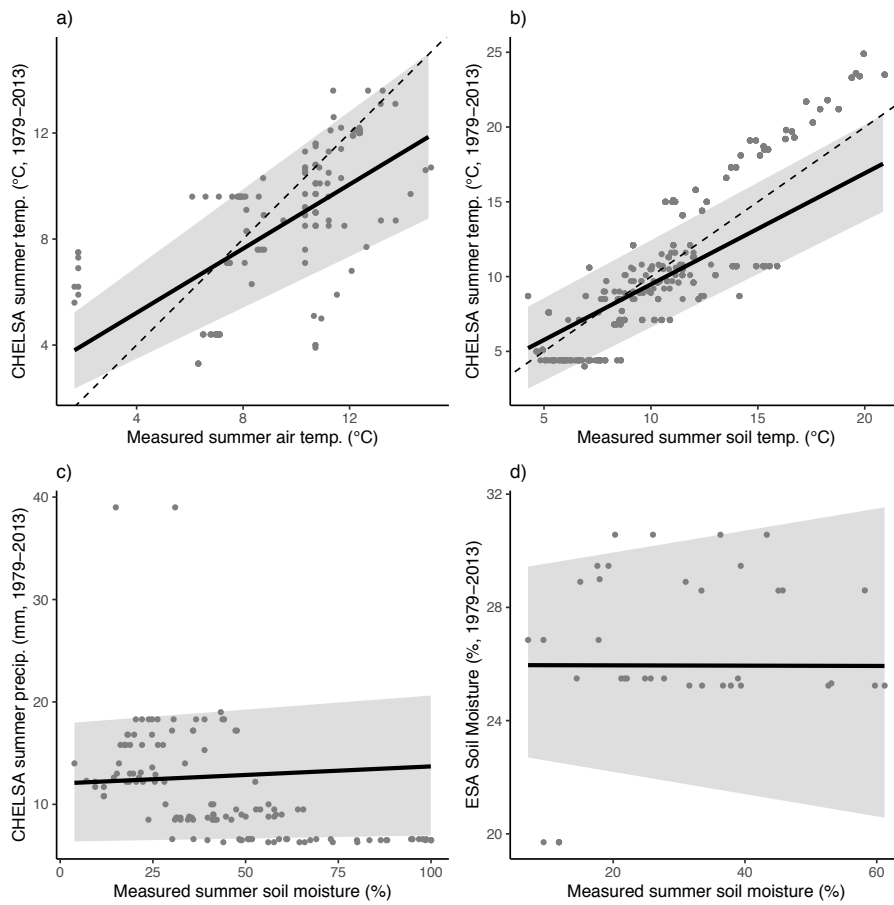 a)
CHELSA summer temp. (°C, 1979−2013)
12
8
4
4
8
12
Measured summer air temp. (°C)
b)
CHELSA summer temp. (°C, 1979−2013)
25
20
15
10
5
5
10
15
20
Measured summer soil temp. (°C)
c)
CHELSA summer precip. (mm, 1979−2013)
40
30
20
10
0
25
50
75
100
Measured summer soil moisture (%)
d)
ESA Soil Moisture (%, 1979−2013)
32
28
24
20
20
40
60
Measured summer soil moisture (%)